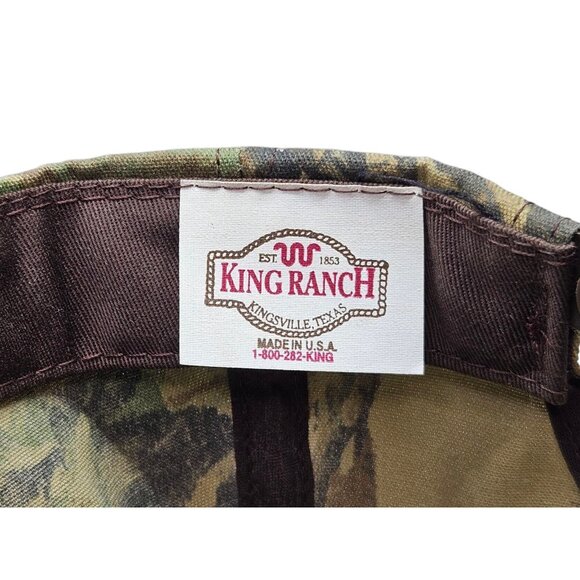 EST. 1853
KING RANCH
KINGSVILLE, TEXAS
MADE IN U.S.A.
1-800-282-KING